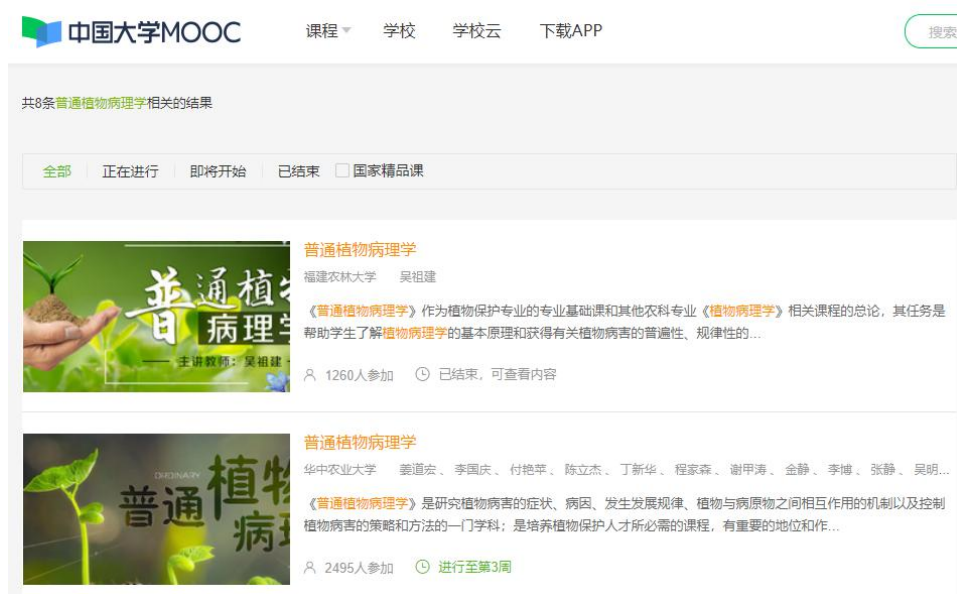 中国大学MOOC 课程 学校 学校云 下载APP 搜索
共8条普通植物病理学相关的结果
全部 正在进行 即将开始 已结束 国家精品课
普通植
病理学
主讲教师：吴祖建
普通植物病理学
福建农林大学 吴祖建
《普通植物病理学》作为植物保护专业的专业基础课和其他农科专业《植物病理学》相关课程的总论，其任务是
帮助学生了解植物病理学的基本原理和获得有关植物病害的普遍性、规律性的...
1260人参加 已结束，可查看内容
ORDINARY
普通植物
病
普通植物病理学
华中农业大学 姜道宏、李国庆、付艳苹、陈立杰、丁新华、程家森、谢甲涛、金静、李博、张静、吴明...
《普通植物病理学》是研究植物病害的症状、病因、发生发展规律、植物与病原物之间相互作用的机制以及控制
植物病害的策略和方法的一门学科；是培养植物保护人才所必需的课程，有重要的地位和作...
2495人参加 进行至第3周